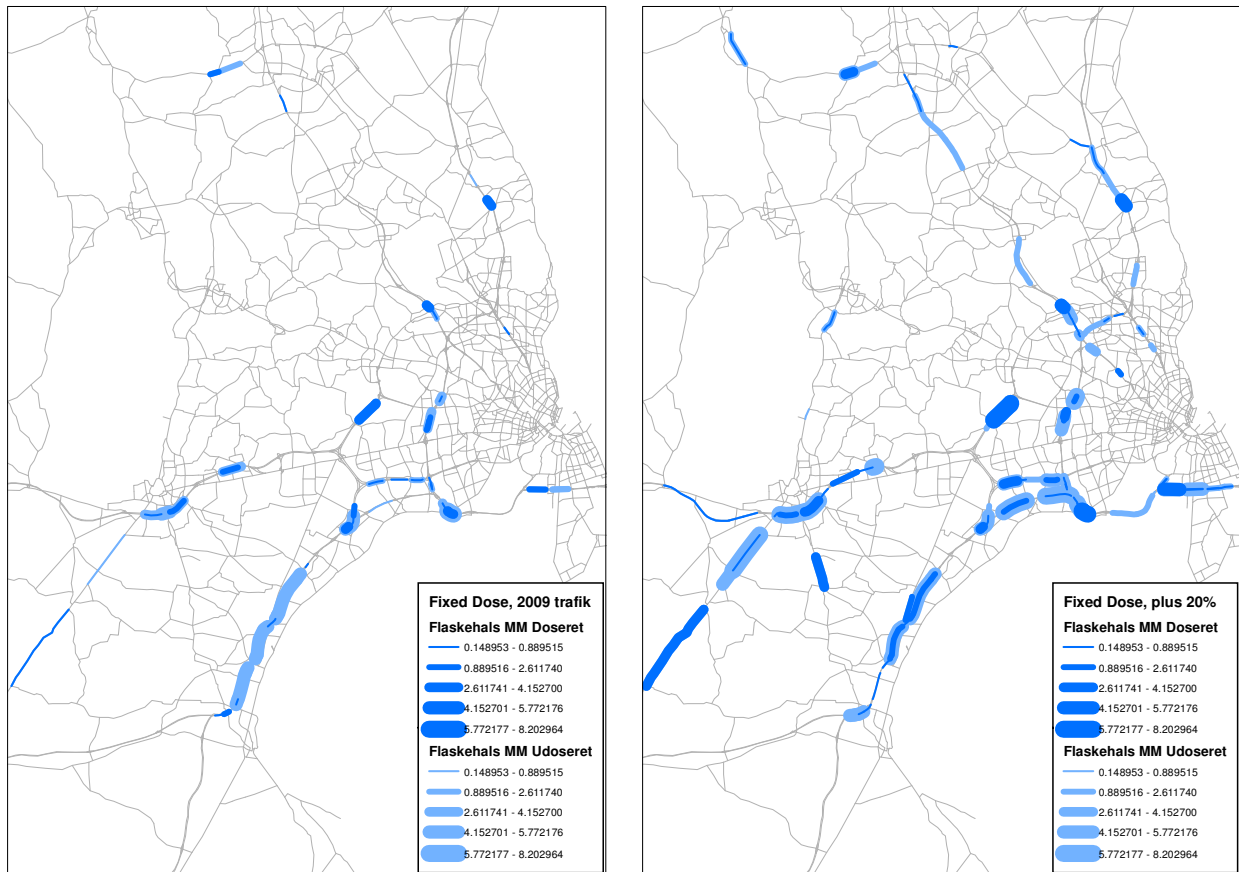 Fixed Dose, 2009 trafik
Flaskehals MM Doseret
0.148953 - 0.889515
0.889516 - 2.611740
2.611741 - 4.152700
4.152701 - 5.772176
5.772177 - 8.202964
Flaskehals MM Udoseret
0.148953 - 0.889515
0.889516 - 2.611740
2.611741 - 4.152700
4.152701 - 5.772176
5.772177 - 8.202964
Fixed Dose, plus 20%
Flaskehals MM Doseret
0.148953 - 0.889515
0.889516 - 2.611740
2.611741 - 4.152700
4.152701 - 5.772176
5.772177 - 8.202964
Flaskehals MM Udoseret
0.148953 - 0.889515
0.889516 - 2.611740
2.611741 - 4.152700
4.152701 - 5.772176
5.772177 - 8.202964